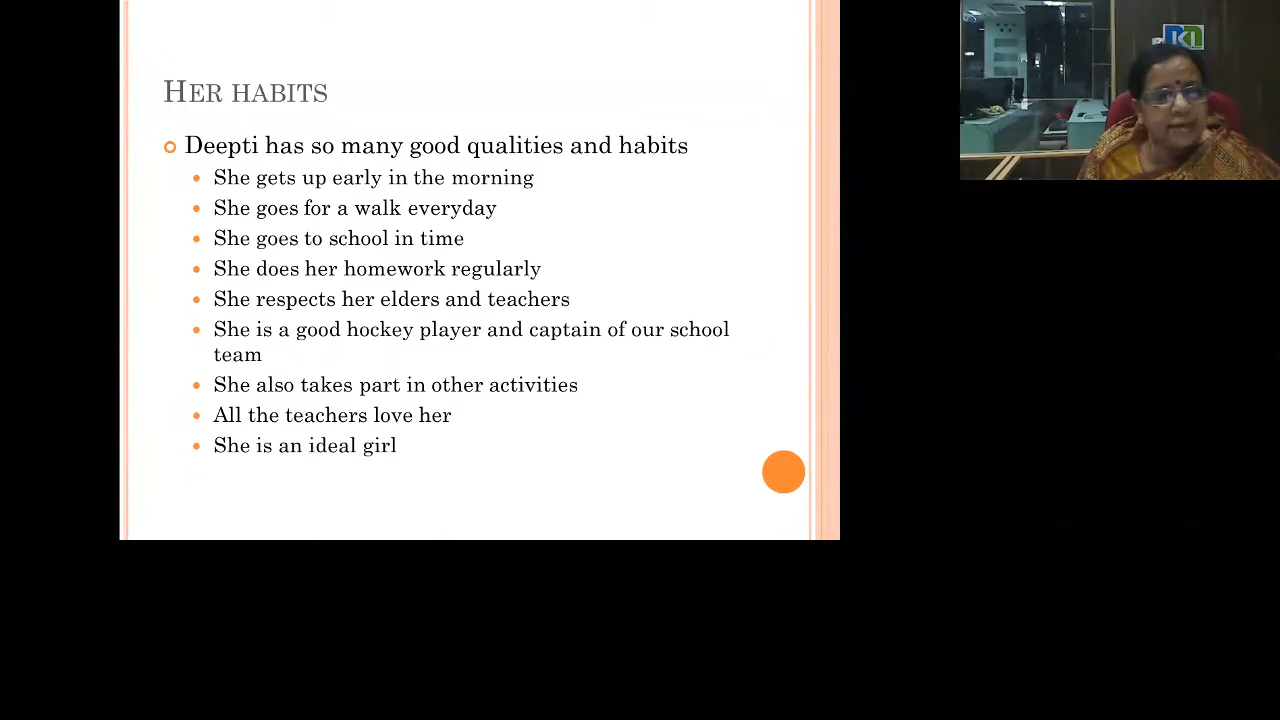 HER HABITS
Deepti has so many good qualities and habits
She gets up early in the morning
She goes for a walk everyday
She goes to school in time
She does her homework regularly
She respects her elders and teachers
She is a good hockey player and captain of our school
team
She also takes part in other activities
All the teachers love her
She is an ideal girl